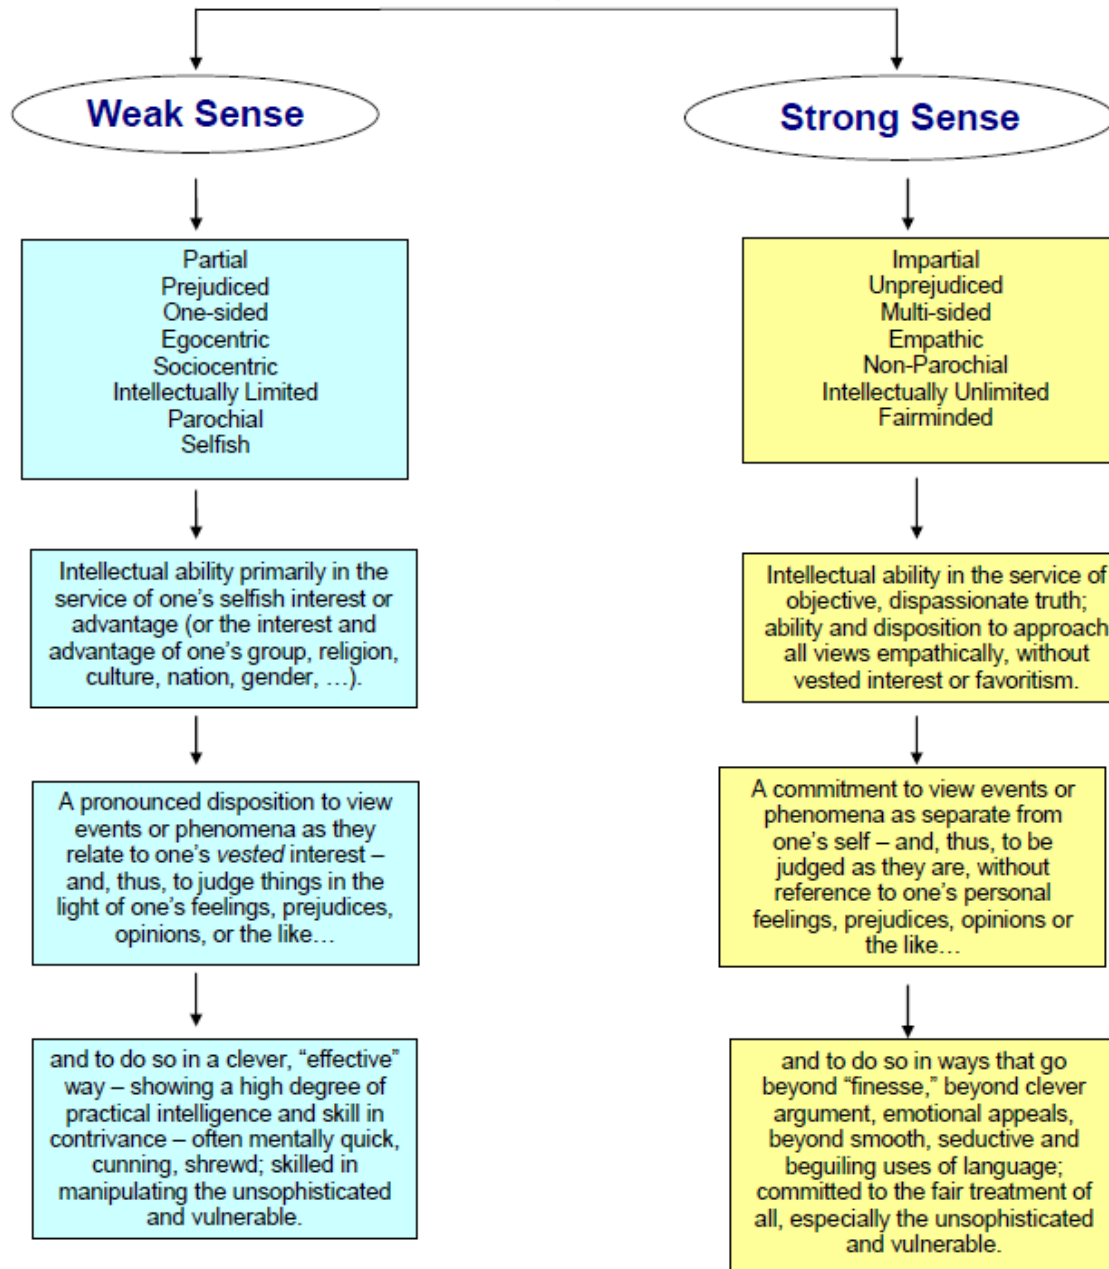 Weak Sense
Partial
Prejudiced
One-sided
Egocentric
Sociocentric
Intellectually Limited
Parochial
Selfish
Intellectual ability primarily in the
service of one's selfish interest or
advantage (or the interest and
advantage of one's group, religion,
culture, nation, gender, …).
A pronounced disposition to view
events or phenomena as they
relate to one's vested interest –
and, thus, to judge things in the
light of one's feelings, prejudices,
opinions, or the like…
and to do so in a clever, “effective”
way – showing a high degree of
practical intelligence and skill in
contrivance – often mentally quick,
cunning, shrewd; skilled in
manipulating the unsophisticated
and vulnerable.
Strong Sense
Impartial
Unprejudiced
Multi-sided
Empathic
Non-Parochial
Intellectually Unlimited
Fairminded
Intellectual ability in the service of
objective, dispassionate truth;
ability and disposition to approach
all views empathically, without
vested interest or favoritism.
A commitment to view events or
phenomena as separate from
one's self – and, thus, to be
judged as they are, without
reference to one's personal
feelings, prejudices, opinions or
the like…
and to do so in ways that go
beyond “finesse,” beyond clever
argument, emotional appeals,
beyond smooth, seductive and
beguiling uses of language;
committed to the fair treatment of
all, especially the unsophisticated
and vulnerable.